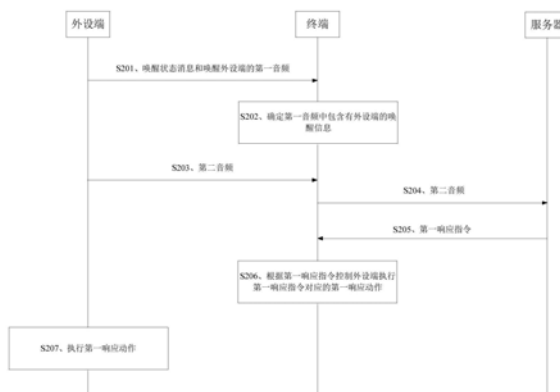 外设端
终端
服务器
S201、唤醒状态消息和唤醒外设端的第一音频
S202、确定第一音频中包含有外设端的唤
醒信息
S203、第二音频
S204、第二音频
S205、第一响应指令
S206、根据第一响应指令控制外设端执行
第一响应指令对应的第一响应动作
S207、执行第一响应动作